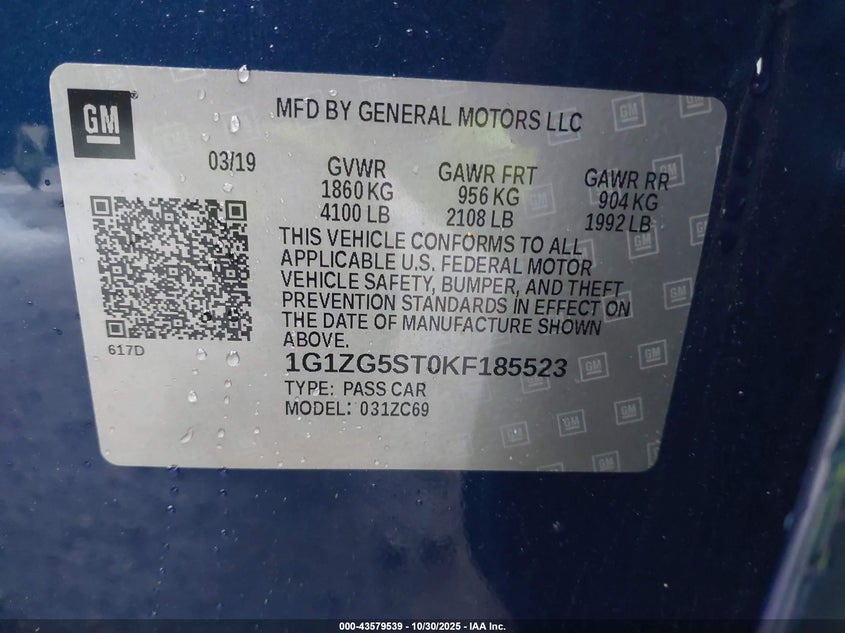 GM
MFD BY GENERAL MOTORS LLC
03/19
GVWR
1860 KG
4100 LB
GAWR FRT
956 KG
2108 LB
GAWR RR
904 KG
1992 LB
THIS VEHICLE CONFORMS TO ALL
APPLICABLE U.S. FEDERAL MOTOR
VEHICLE SAFETY, BUMPER, AND THEFT
PREVENTION STANDARDS IN EFFECT ON
THE DATE OF MANUFACTURE SHOWN
ABOVE.
617D
1G1ZG5ST0KF185523
TYPE: PASS CAR
MODEL: 031ZC69
000-43579539 - 10/30/2025 - IAA Inc.